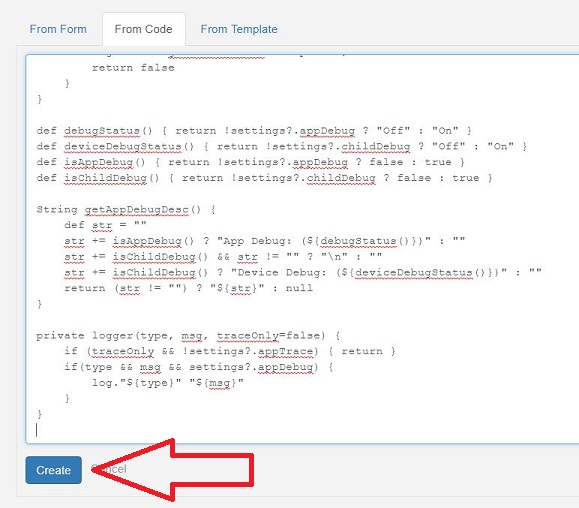 From Form From Code From Template
return false
}
}
def debugStatus() { return !settings?.appDebug ? "Off" : "On" }
def deviceDebugStatus() { return !settings?.childDebug ? "Off" : "On" }
def isAppDebug() { return !settings?.appDebug ? false : true }
def isChildDebug() { return !settings?.childDebug ? false : true }
String getAppDebugDesc() {
def str = ""
str += isAppDebug() ? "App Debug: (${debugStatus()})" : ""
str += isChildDebug() && str != "" ? "\n" : ""
str += isChildDebug() ? "Device Debug: (${deviceDebugStatus()})" : ""
return (str != "") ? "${str}" : null
}
private logger(type, msg, traceOnly=false) {
if (traceOnly && !settings?.appTrace) { return }
if(type && msg && settings?.appDebug) {
log."${type}" "${msg}"
}
}
Create Cancel